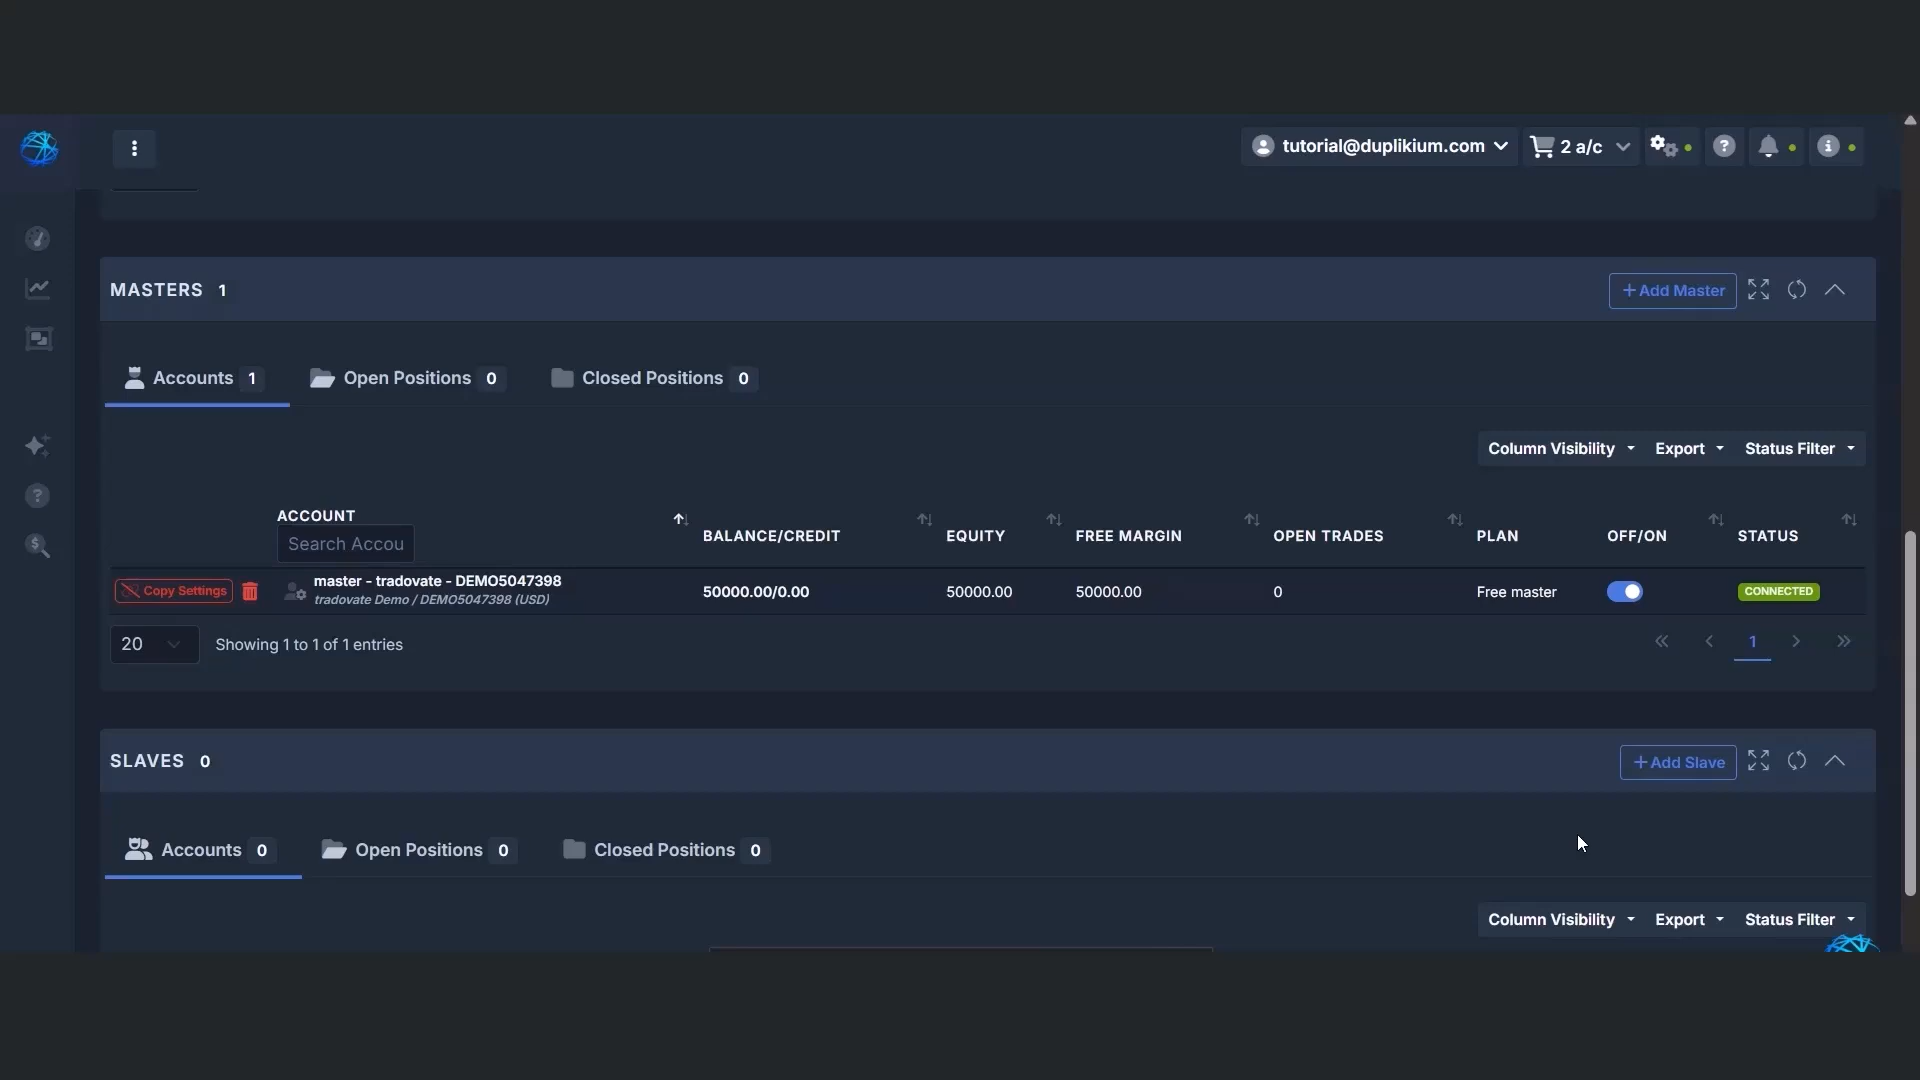 tutorial@duplikium.com 2 a/c
MASTERS 1
+ Add Master
Accounts 1 Open Positions 0 Closed Positions 0
Column Visibility Export Status Filter
ACCOUNT
BALANCE/CREDIT EQUITY FREE MARGIN OPEN TRADES PLAN OFF/ON STATUS
Search Accou
master - tradovate - DEMO5047398
Copy Settings 50000.00/0.00 50000.00 50000.00 0 Free master CONNECTED
tradovate Demo / DEMO5047398 (USD)
20 Showing 1 to 1 of 1 entries 1
SLAVES 0
+ Add Slave
Accounts 0 Open Positions 0 Closed Positions 0
Column Visibility Export Status Filter